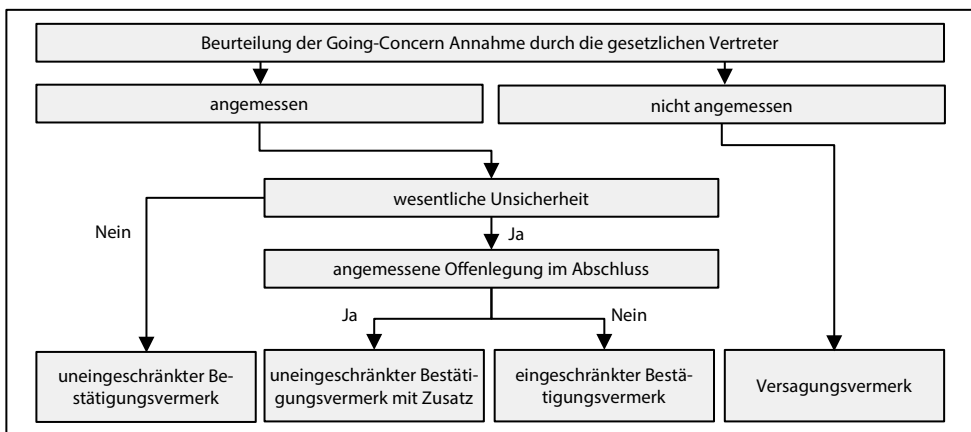 Beurteilung der Going-Concern Annahme durch die gesetzlichen Vertreter
angemessen
nicht angemessen
wesentliche Unsicherheit
Nein
Ja
angemessene Offenlegung im Abschluss
Ja
Nein
uneingeschränkter Be-
stätigungsvermerk
uneingeschränkter Bestäti-
gungsvermerk mit Zusatz
eingeschränkter Bestä-
tigungsvermerk
Versagungsvermerk